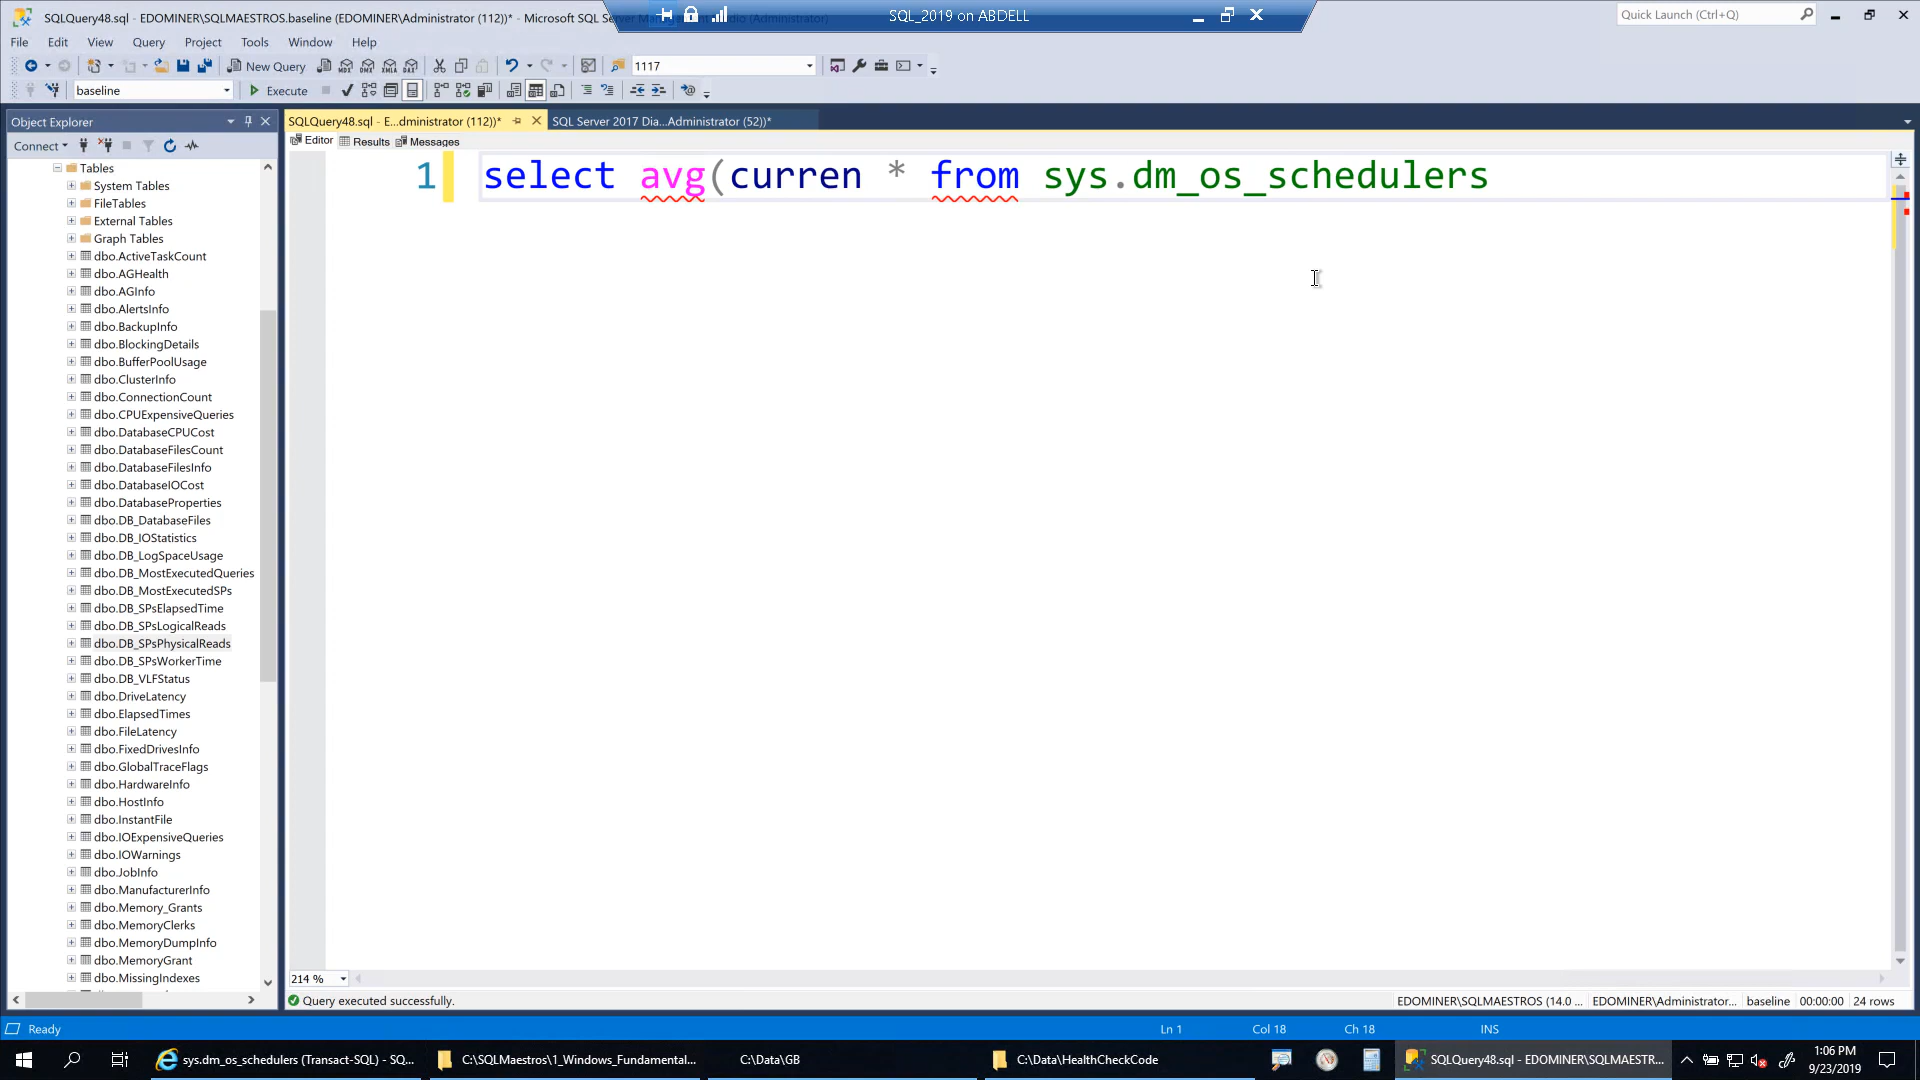 SQLQuery48.sql - EDOMINER\SQLMAESTROS.baseline (EDOMINER\Administrator (112))* - Microsoft SQL Server
SQL_2019 on ABDELL
Quick Launch (Ctrl+Q)
File Edit View Query Project Tools Window Help
New Query 1117
baseline Execute
Object Explorer
SQLQuery48.sql - E...dministrator (112))*
SQL Server 2017 Dia...Administrator (52))*
Connect
Editor Results Messages
1 select avg(curren * from sys.dm_os_schedulers
Tables
System Tables
FileTables
External Tables
Graph Tables
dbo.ActiveTaskCount
dbo.AGHealth
dbo.AGInfo
dbo.AlertsInfo
dbo.BackupInfo
dbo.BlockingDetails
dbo.BufferPoolUsage
dbo.ClusterInfo
dbo.ConnectionCount
dbo.CPUExpensiveQueries
dbo.DatabaseCPUCost
dbo.DatabaseFilesCount
dbo.DatabaseFilesInfo
dbo.DatabaseIOCost
dbo.DatabaseProperties
dbo.DB_DatabaseFiles
dbo.DB_IOStatistics
dbo.DB_LogSpaceUsage
dbo.DB_MostExecutedQueries
dbo.DB_MostExecutedSPs
dbo.DB_SPsElapsedTime
dbo.DB_SPsLogicalReads
dbo.DB_SPsPhysicalReads
dbo.DB_SPsWorkerTime
dbo.DB_VLFStatus
dbo.DriveLatency
dbo.ElapsedTimes
dbo.FileLatency
dbo.FixedDrivesInfo
dbo.GlobalTraceFlags
dbo.HardwareInfo
dbo.HostInfo
dbo.InstantFile
dbo.IOExpensiveQueries
dbo.IOWarnings
dbo.JobInfo
dbo.ManufacturerInfo
dbo.Memory_Grants
dbo.MemoryClerks
dbo.MemoryDumpInfo
dbo.MemoryGrant
dbo.MissingIndexes
214 %
Query executed successfully.
EDOMINER\SQLMAESTROS (14.0 ... EDOMINER\Administrator... baseline 00:00:00 24 rows
Ready Ln 1 Col 18 Ch 18 INS
sys.dm_os_schedulers (Transact-SQL) - SQ...
C:\SQLMaestros\1_Windows_Fundamental...
C:\Data\GB
C:\Data\HealthCheckCode
SQLQuery48.sql - EDOMINER\SQLMAESTR...
1:06 PM
9/23/2019